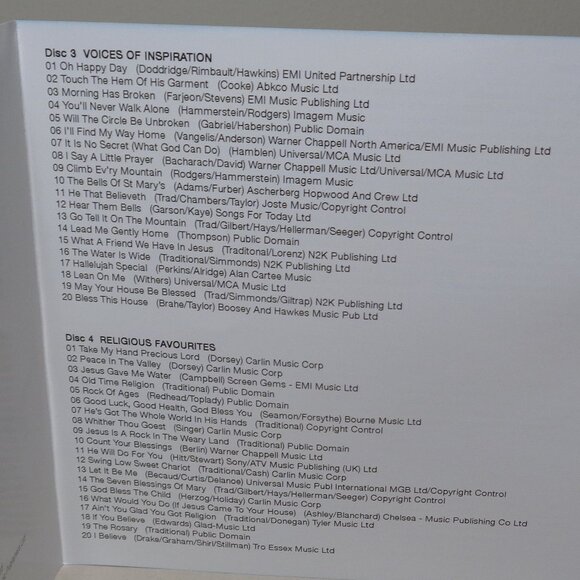 Disc 3 VOICES OF INSPIRATION
01 Oh Happy Day (Doddridge/Rimbault/Hawkins) EMI United Partnership Ltd
02 Touch The Hem Of His Garment (Cooke) Abkco Music Ltd
03 Morning Has Broken (Farjeon/Stevens) EMI Music Publishing Ltd
04 You'll Never Walk Alone (Hammerstein/Rodgers) Imagem Music
05 Will The Circle Be Unbroken (Gabriel/Habershon) Public Domain
06 I'll Find My Way Home (Vangelis/Anderson) Warner Chappell North America/EMI Music Publishing Ltd
07 It Is No Secret (What God Can Do) (Hamblen) Universal/MCA Music Ltd
08 I Say A Little Prayer (Bacharach/David) Warner Chappell Music Ltd/Universal/MCA Music Ltd
09 Climb Ev'ry Mountain (Rodgers/Hammerstein) Imagem Music
10 The Bells Of St Mary's (Adams/Furber) Ascherberg Hopwood And Crew Ltd
11 He That Believeth (Trad/Chambers/Taylor) Joste Music/Copyright Control
12 Hear Them Bells (Garson/Kaye) Songs For Today Ltd
13 Go Tell It On The Mountain (Trad/Gilbert/Hays/Hellerman/Seeger) Copyright Control
14 Lead Me Gently Home (Thompson) Public Domain
15 What A Friend We Have In Jesus (Traditonal/Lorenz) N2K Publishing Ltd
16 The Water Is Wide (Traditional/Simmonds) N2K Publishing Ltd
17 Hallelujah Special (Perkins/Alridge) Alan Cartee Music
18 Lean On Me (Withers) Universal/MCA Music Ltd
19 May Your House Be Blessed (Trad/Simmonds/Giltrap) N2K Publishing Ltd
20 Bless This House (Brahe/Taylor) Boosey And Hawkes Music Pub Ltd
Disc 4 RELIGIOUS FAVOURITES
01 Take My Hand Precious Lord (Dorsey) Carlin Music Corp
02 Peace In The Valley (Dorsey) Carlin Music Corp
03 Jesus Gave Me Water (Campbell) Screen Gems - EMI Music Ltd
04 Old Time Religion (Traditional) Public Domain
05 Rock Of Ages (Redhead/Toplady) Public Domain
06 Good Luck, Good Health, God Bless You (Seamon/Forsythe) Bourne Music Ltd
07 He's Got The Whole World In His Hands (Traditional) Copyright Control
08 Whither Thou Goest (Singer) Carlin Music Corp
09 Jesus Is A Rock In The Weary Land (Traditional) Public Domain
10 Count Your Blessings (Berlin) Warner Chappell Music Ltd
11 He Will Do For You (Hitt/Stewart) Sony/ATV Music Publishing (UK) Ltd
12 Swing Low Sweet Chariot (Traditional/Cash) Carlin Music Corp
13 Let It Be Me (Becaud/Curtis/Delanoe) Universal Music Publ International MGB Ltd/Copyright Control
14 The Seven Blessings Of Mary (Trad/Gilbert/Hays/Hellerman/Seeger) Copyright Control
15 God Bless The Child (Herzog/Holiday) Carlin Music Corp
16 What Would You Do (If Jesus Came To Your House) (Ashley/Blanchard) Chelsea - Music Publishing Co Ltd
17 Ain't You Glad You Got Religion (Traditional/Donegan) Tyler Music Ltd
18 If You Believe (Edwards) Glad-Music Ltd
19 The Rosary (Traditional) Public Domain
20 I Believe (Drake/Graham/Shirl/Stillman) Tro Essex Music Ltd